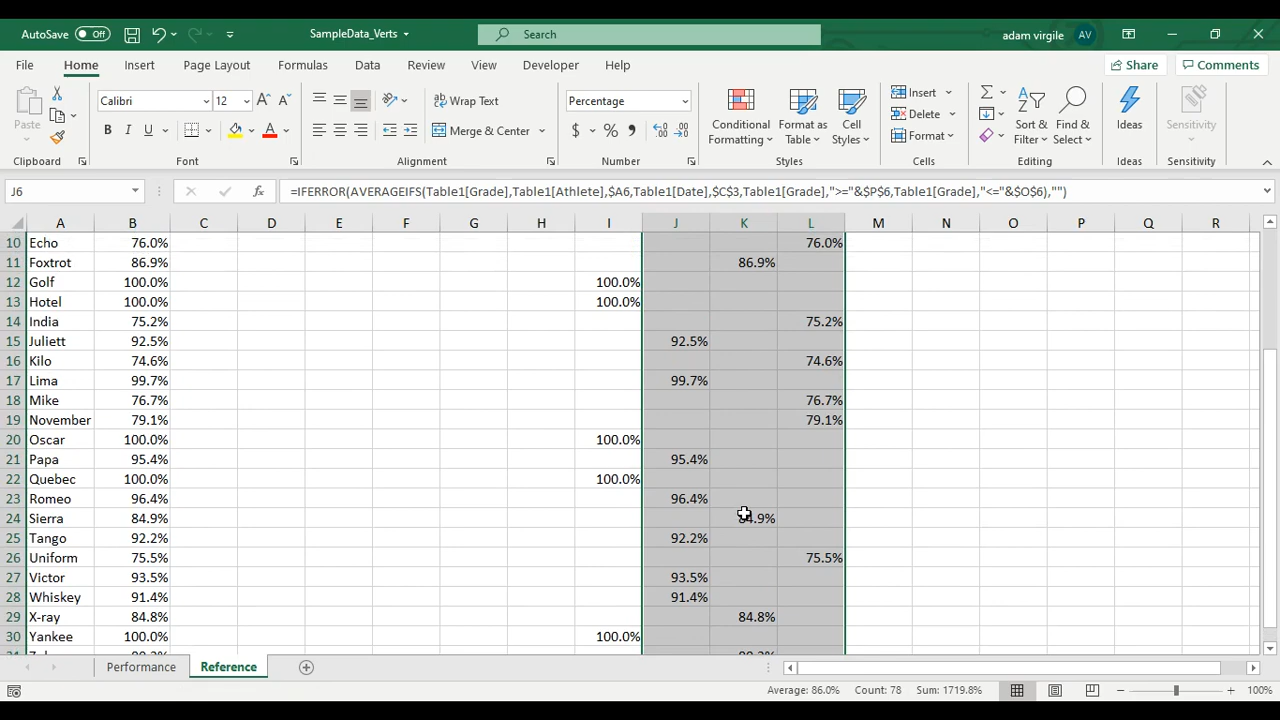 AutoSave Off SampleData_Verts Search adam virgile AV
File Home Insert Page Layout Formulas Data Review View Developer Help Share Comments
Calibri 12 Wrap Text Percentage Insert
Paste B I U A Merge & Center $ % Conditional Formatting Format as Table Cell Styles Delete Format Sort & Filter Find & Select Ideas Sensitivity
Clipboard Font Alignment Number Styles Cells Editing Ideas Sensitivity
J6 fx =IFERROR(AVERAGEIFS(Table1[Grade],Table1[Athlete],$A6,Table1[Date],$C$3,Table1[Grade],">="&$P$6,Table1[Grade],"<="&$O$6),"")
A B C D E F G H I J K L M N O P Q R
10 Echo 76.0% 76.0%
11 Foxtrot 86.9% 86.9%
12 Golf 100.0% 100.0%
13 Hotel 100.0% 100.0%
14 India 75.2% 75.2%
15 Juliett 92.5% 92.5%
16 Kilo 74.6% 74.6%
17 Lima 99.7% 99.7%
18 Mike 76.7% 76.7%
19 November 79.1% 79.1%
20 Oscar 100.0% 100.0%
21 Papa 95.4% 95.4%
22 Quebec 100.0% 100.0%
23 Romeo 96.4% 96.4%
24 Sierra 84.9% 84.9%
25 Tango 92.2% 92.2%
26 Uniform 75.5% 75.5%
27 Victor 93.5% 93.5%
28 Whiskey 91.4% 91.4%
29 X-ray 84.8% 84.8%
30 Yankee 100.0% 100.0%
Performance Reference
Average: 86.0% Count: 78 Sum: 1719.8% 100%